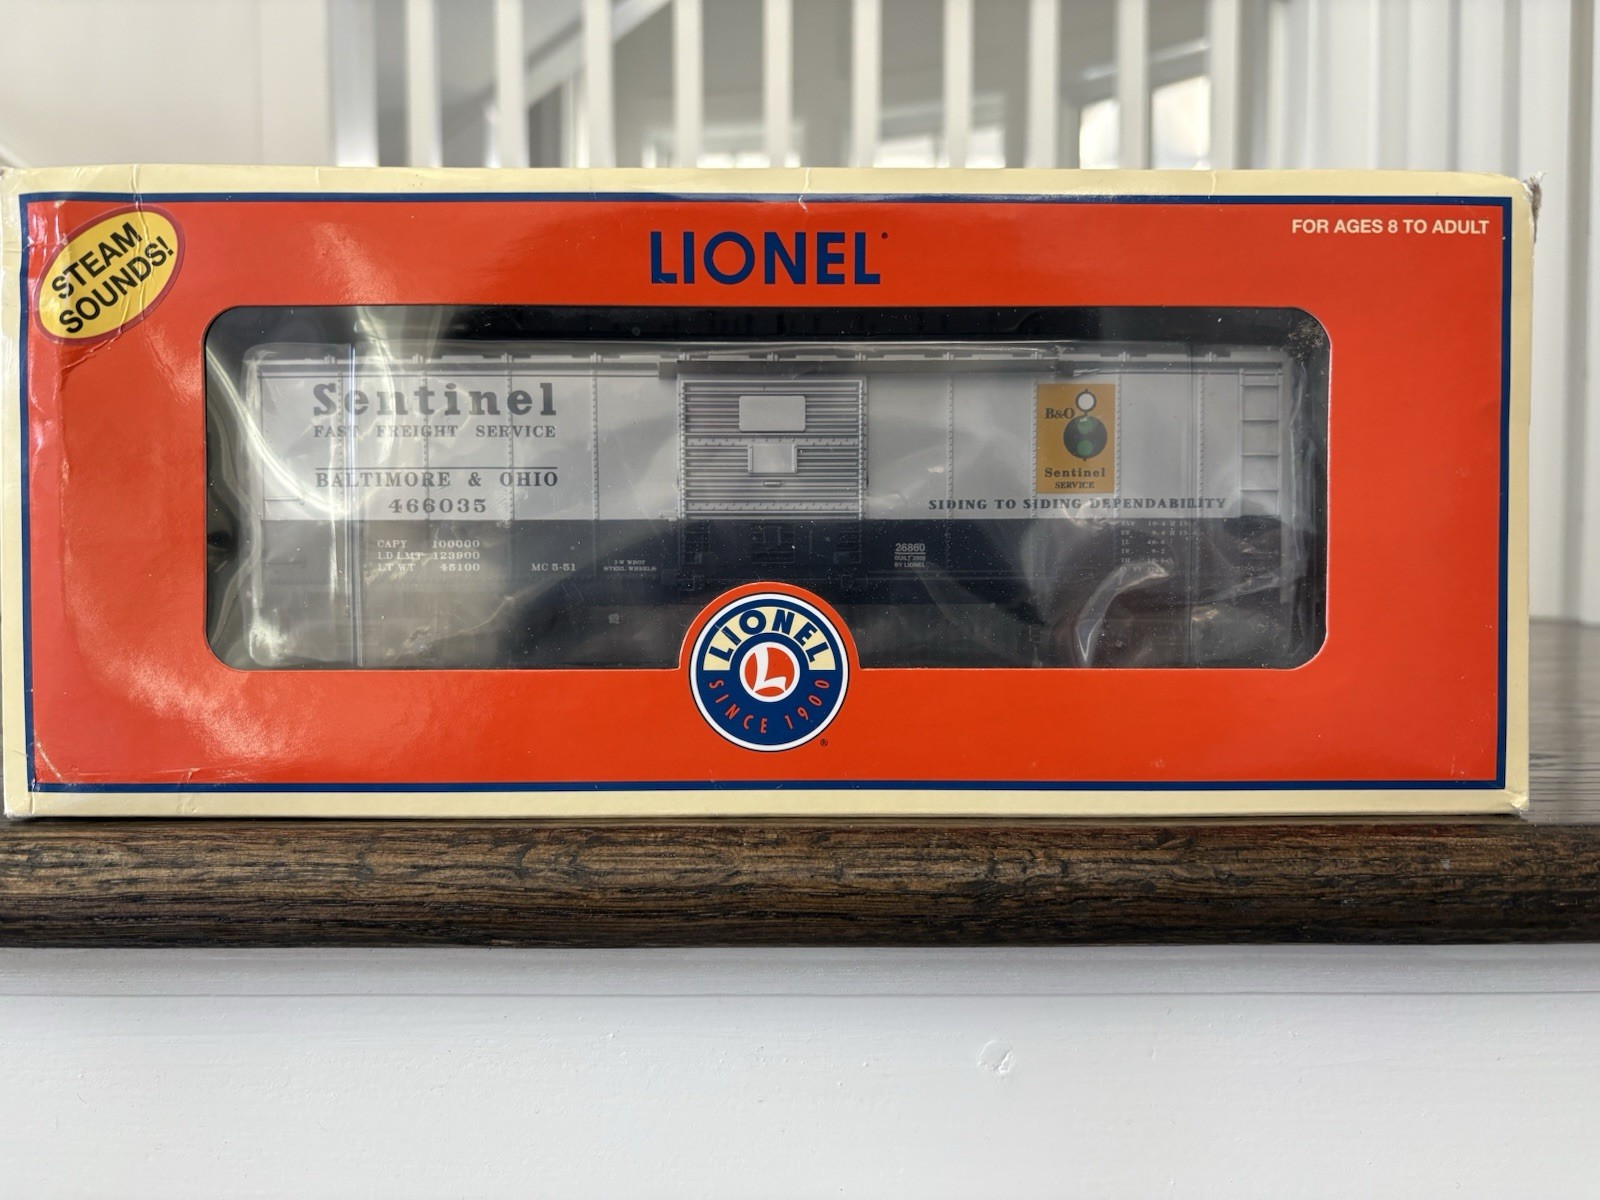 STEAM
SOUNDS!
LIONEL
FOR AGES 8 TO ADULT
Sentinel
FAST FREIGHT SERVICE
BALTIMORE & OHIO
466035
CAPY 100000
LD LMT 123900
LT WT 45100
MC 5-51
B&O
Sentinel
SERVICE
SIDING TO SIDING DEPENDABILITY
26860
BY LIONEL
LIONEL
L
SINCE 1900
®